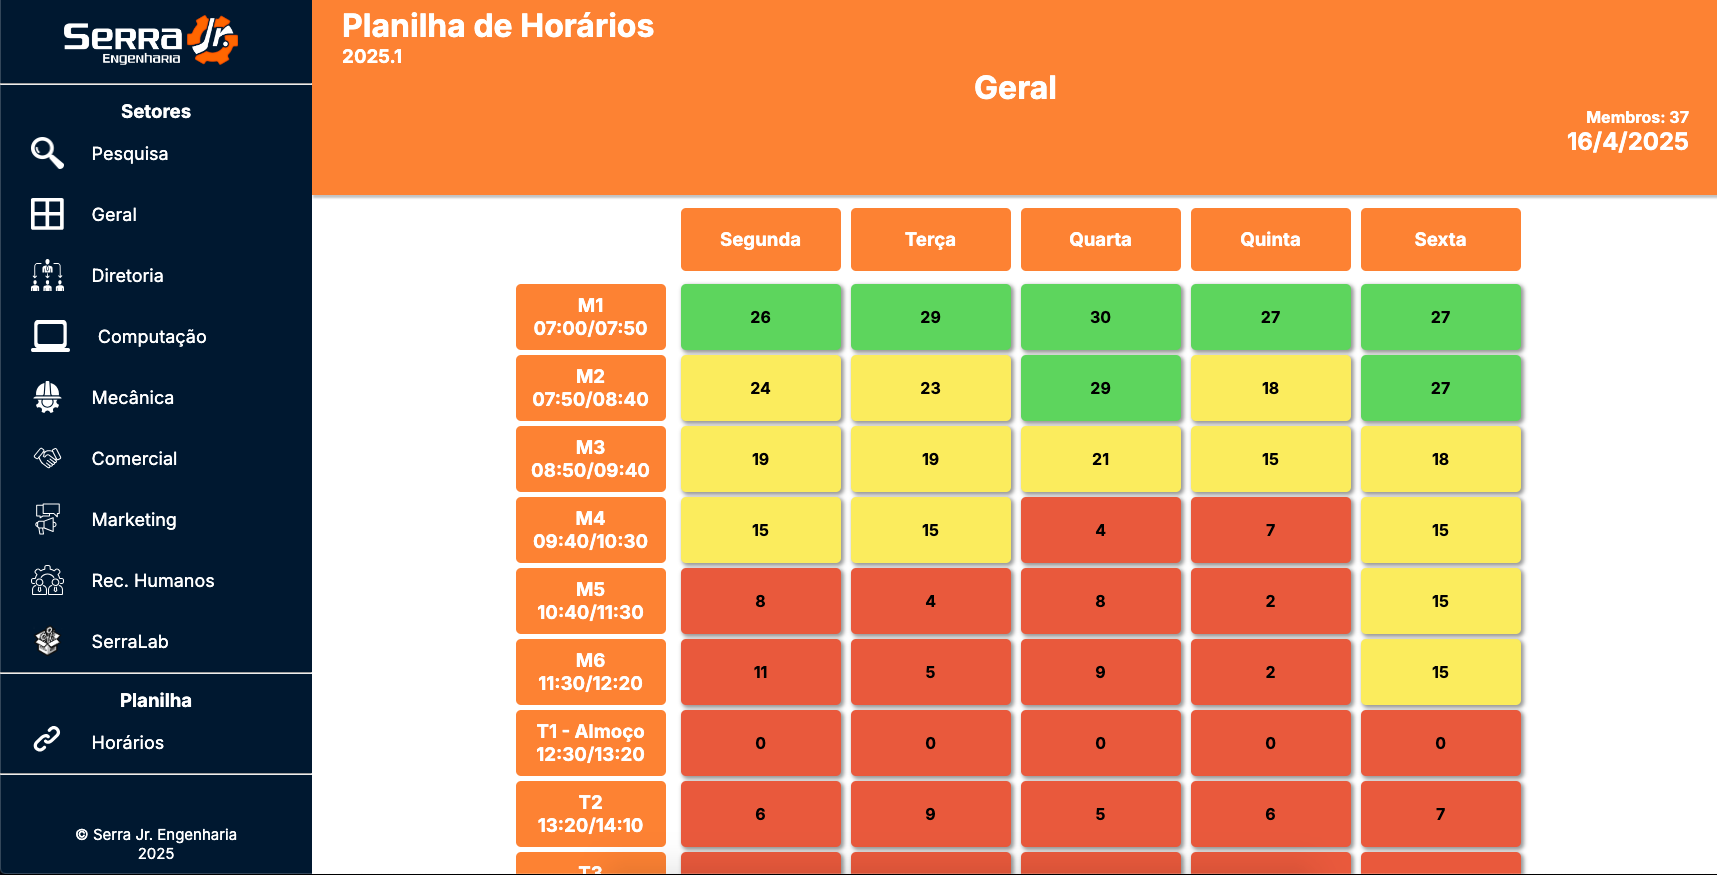 Serra Jr.
Engenharia
Setores
Pesquisa
Geral
Diretoria
Computação
Mecânica
Comercial
Marketing
Rec. Humanos
SerraLab
Planilha
Horários
© Serra Jr. Engenharia
2025
Planilha de Horários
2025.1
Geral
Membros: 37
16/4/2025
Segunda Terça Quarta Quinta Sexta
M1
07:00/07:50 26 29 30 27 27
M2
07:50/08:40 24 23 29 18 27
M3
08:50/09:40 19 19 21 15 18
M4
09:40/10:30 15 15 4 7 15
M5
10:40/11:30 8 4 8 2 15
M6
11:30/12:20 11 5 9 2 15
T1 - Almoço
12:30/13:20 0 0 0 0 0
T2
13:20/14:10 6 9 5 6 7
T3